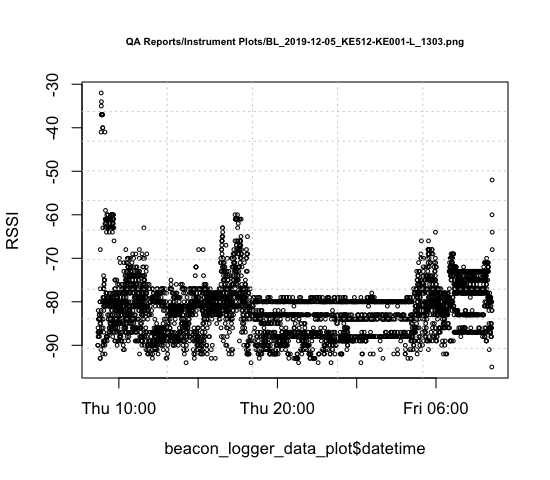 QA Reports/Instrument Plots/BL_2019-12-05_KE512-KE001-L_1303.png
-30
-40
-50
-60
-70
-80
-90
RSSI
Thu 10:00 Thu 20:00 Fri 06:00
beacon_logger_data_plot$datetime